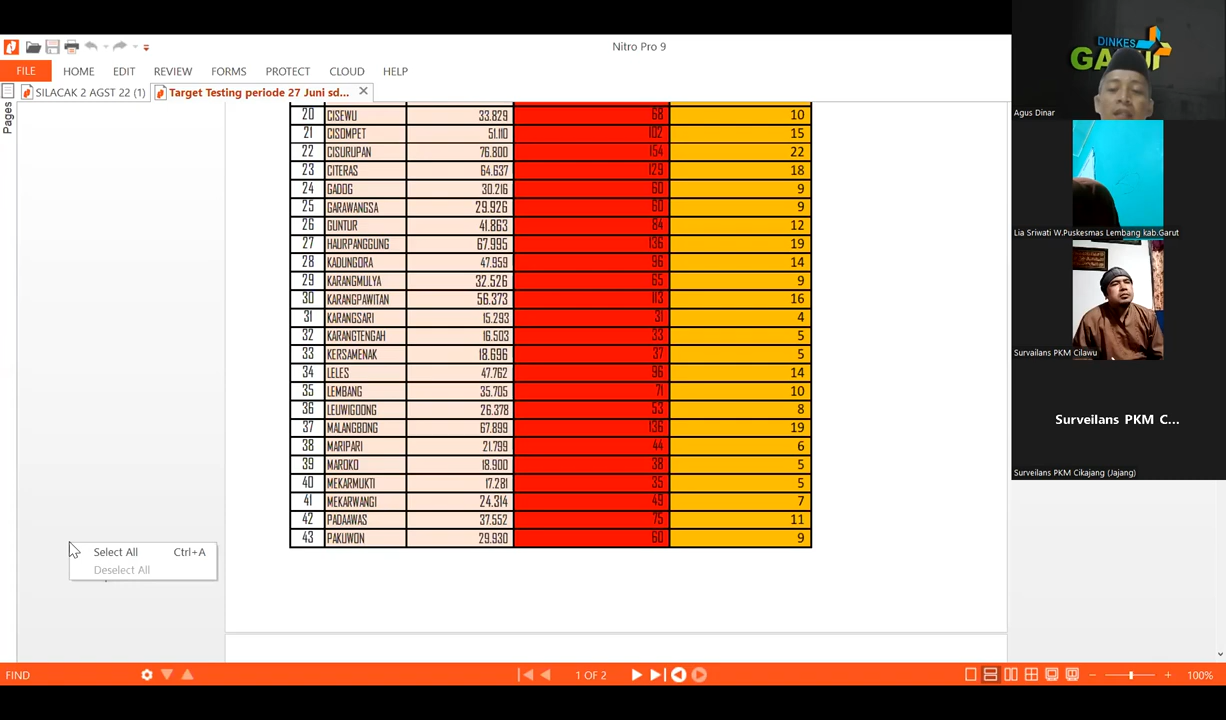 Nitro Pro 9
FILE HOME EDIT REVIEW FORMS PROTECT CLOUD HELP
SILACAK 2 AGST 22 (1) Target Testing periode 27 Juni sd...
Pages
20 CISEWU 33.829 68 10
21 CISOMPET 51.110 102 15
22 CISURUPAN 76.800 154 22
23 CITERAS 64.637 129 18
24 GADOG 30.216 60 9
25 GARAWANGSA 29.926 60 9
26 GUNTUR 41.863 84 12
27 HAURPANGGUNG 67.995 136 19
28 KADUNGORA 47.959 96 14
29 KARANGMULYA 32.526 65 9
30 KARANGPAWITAN 56.373 113 16
31 KARANGSARI 15.293 31 4
32 KARANGTENGAH 16.503 33 5
33 KERSAMENAK 18.696 37 5
34 LELES 47.762 96 14
35 LEMBANG 35.705 71 10
36 LEUWIGOONG 26.378 53 8
37 MALANGBONG 67.899 136 19
38 MARIPARI 21.799 44 6
39 MAROKO 18.900 38 5
40 MEKARMUKTI 17.281 35 5
41 MEKARWANGI 24.314 49 7
42 PADAAWAS 37.552 75 11
43 PAKUWON 29.930 60 9
Select All Ctrl+A
Deselect All
FIND
1 OF 2
100%
DINKES
Agus Dinar
Lia Sriwati W.Puskesmas Lembang kab.Garut
Survailans PKM Cilawu
Surveilans PKM C...
Surveilans PKM Cikajang (Jajang)